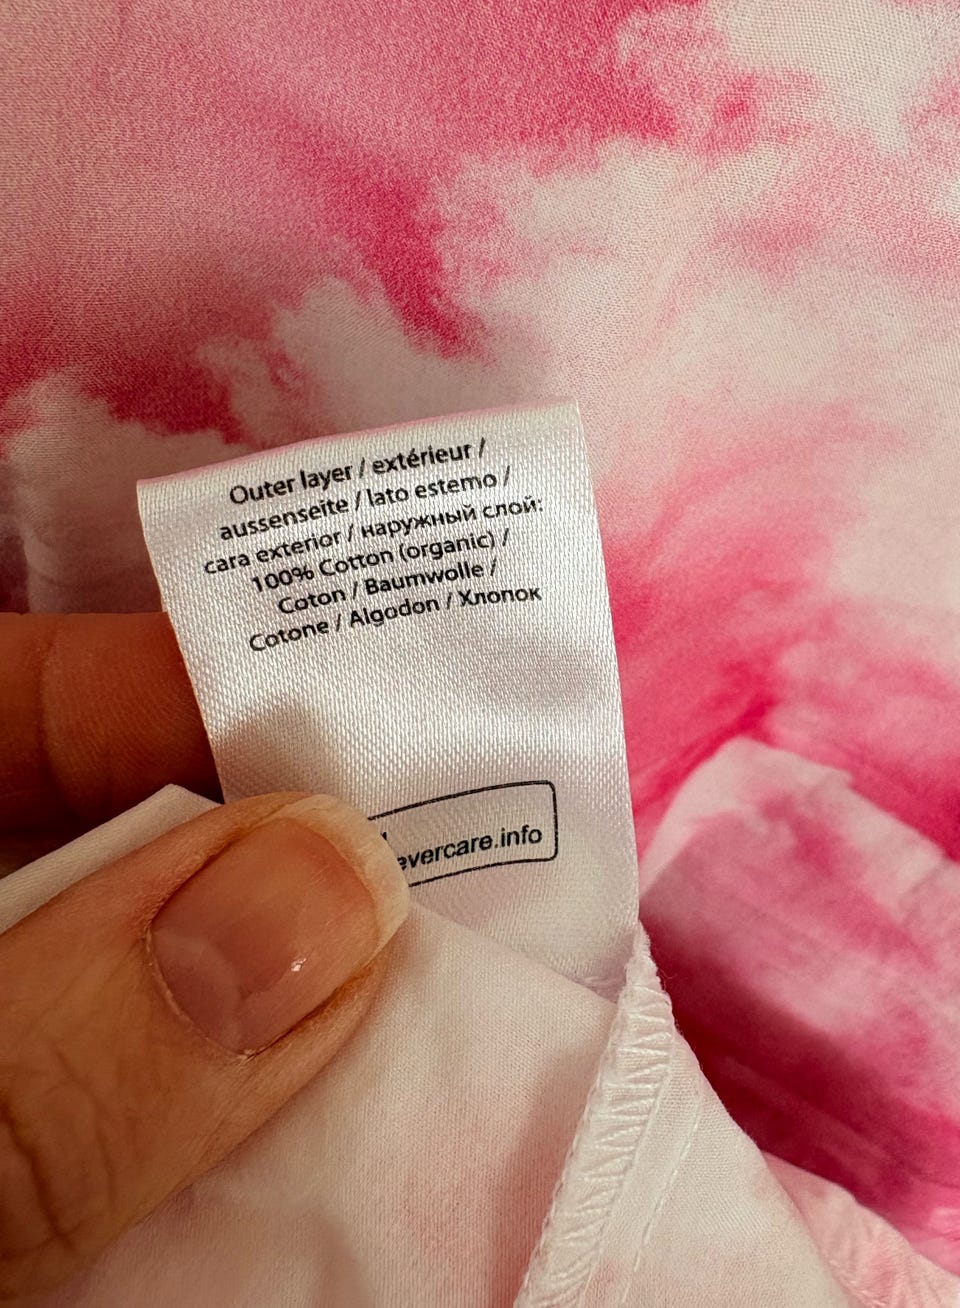 Outer layer / extérieur /
aussenseite / lato esterno /
cara exterior / наружный слой:
100% Cotton (organic) /
Coton / Baumwolle /
Cotone / Algodon / Хлопок
evercare.info